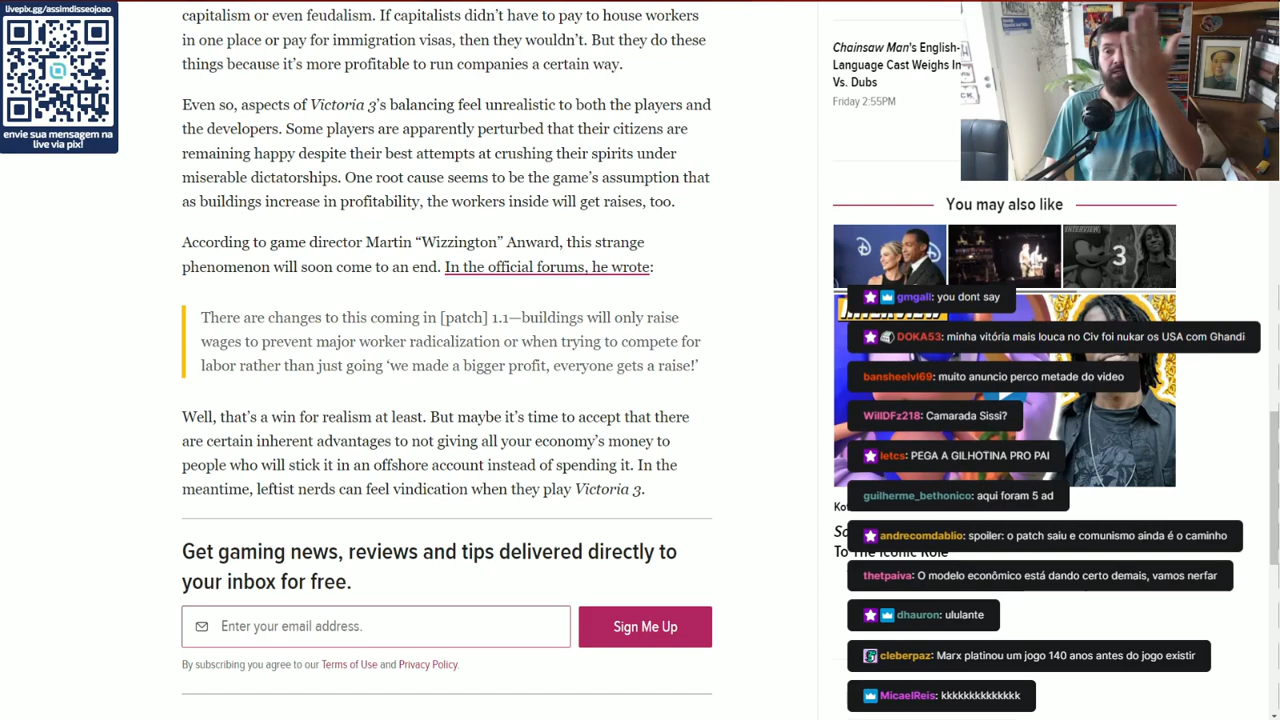 livepix.gg/assimdisseojoao
envie sua mensagem na
live via pix!
capitalism or even feudalism. If capitalists didn’t have to pay to house workers
in one place or pay for immigration visas, then they wouldn’t. But they do these
things because it’s more profitable to run companies a certain way.
Even so, aspects of Victoria 3’s balancing feel unrealistic to both the players and
the developers. Some players are apparently perturbed that their citizens are
remaining happy despite their best attempts at crushing their spirits under
miserable dictatorships. One root cause seems to be the game’s assumption that
as buildings increase in profitability, the workers inside will get raises, too.
According to game director Martin “Wizzington” Anward, this strange
phenomenon will soon come to an end. In the official forums, he wrote:
There are changes to this coming in [patch] 1.1—buildings will only raise
wages to prevent major worker radicalization or when trying to compete for
labor rather than just going ‘we made a bigger profit, everyone gets a raise!’
Well, that’s a win for realism at least. But maybe it’s time to accept that there
are certain inherent advantages to not giving all your economy’s money to
people who will stick it in an offshore account instead of spending it. In the
meantime, leftist nerds can feel vindication when they play Victoria 3.
Get gaming news, reviews and tips delivered directly to
your inbox for free.
Enter your email address.
Sign Me Up
By subscribing you agree to our Terms of Use and Privacy Policy.
Chainsaw Man's English-
Language Cast Weighs In
Vs. Dubs
Friday 2:55PM
You may also like
INTERVIEW
3
gmgall: you dont say
INTERVIEW
DOKA53: minha vitória mais louca no Civ foi nukar os USA com Ghandi
bansheelvl69: muito anuncio perco metade do video
WillDFz218: Camarada Sissi?
letcs: PEGA A GILHOTINA PRO PAI
guilherme_bethonico: aqui foram 5 ad
andrecomdablio: spoiler: o patch saiu e comunismo ainda é o caminho
To The Iconic Role
thetpaiva: O modelo econômico está dando certo demais, vamos nerfar
dhauron: ululante
cleberpaz: Marx platinou um jogo 140 anos antes do jogo existir
MicaelReis: kkkkkkkkkkkkk